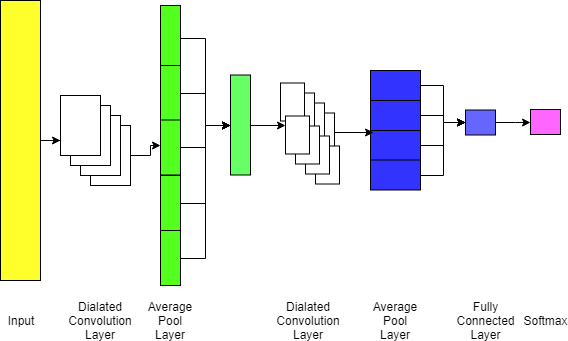 Input
Dialated
Convolution
Layer
Average
Pool
Layer
Dialated
Convolution
Layer
Average
Pool
Layer
Fully
Connected
Layer
Softmax